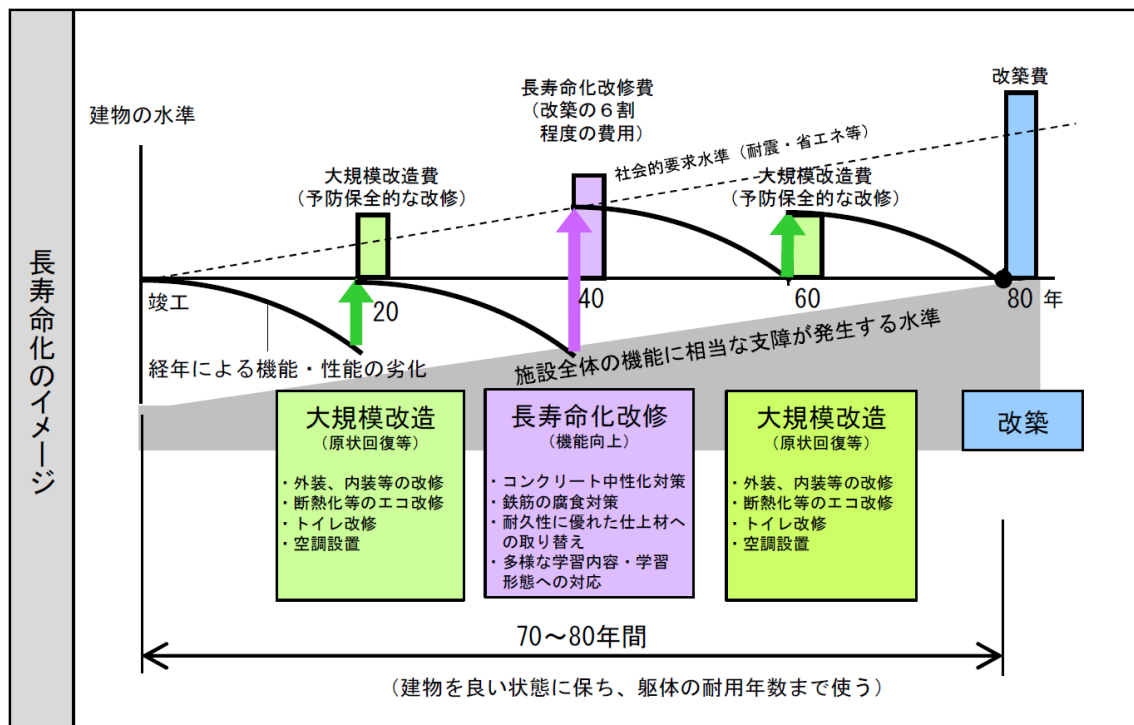 長寿命化のイメージ
建物の水準
長寿命化改修費
(改築の6割
程度の費用)
改築費
社会的要求水準(耐震・省エネ等)
大規模改造費
(予防保全的な改修)
大規模改造費
(予防保全的な改修)
竣工
20
40
60
80 年
経年による機能・性能の劣化
施設全体の機能に相当な支障が発生する水準
大規模改造
(原状回復等)
・外装、内装等の改修
・断熱化等のエコ改修
・トイレ改修
・空調設置
長寿命化改修
(機能向上)
・コンクリート中性化対策
・鉄筋の腐食対策
・耐久性に優れた仕上材へ
の取り替え
・多様な学習内容・学習
形態への対応
大規模改造
(原状回復等)
・外装、内装等の改修
・断熱化等のエコ改修
・トイレ改修
・空調設置
改築
70~80年間
(建物を良い状態に保ち、躯体の耐用年数まで使う)